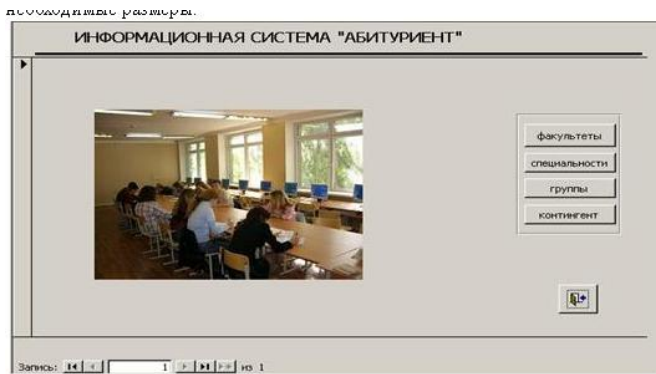 необходимые размеры.
ИНФОРМАЦИОННАЯ СИСТЕМА "АБИТУРИЕНТ"
факультеты
специальности
группы
контингент
Запись: 1 из 1